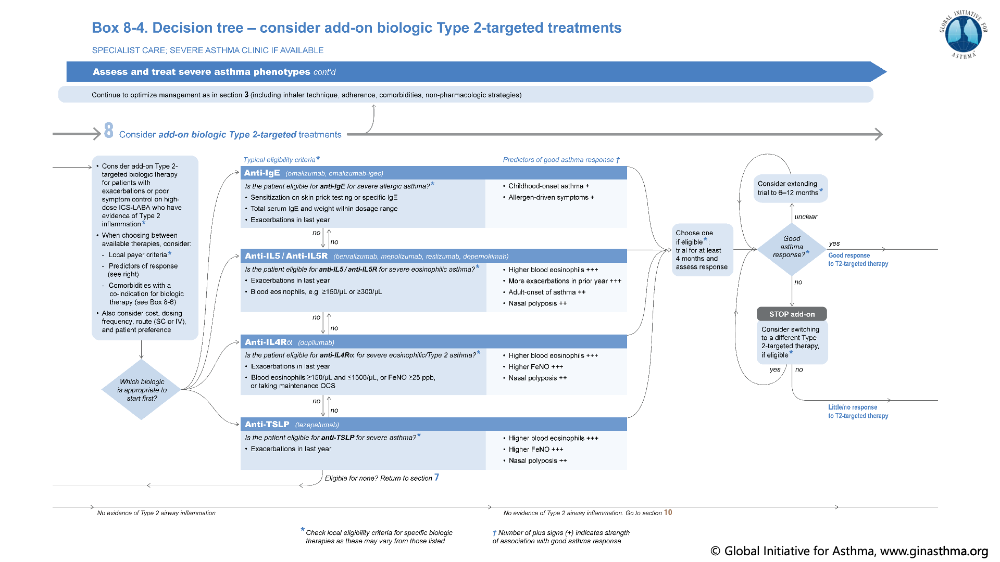 Box 8-4. Decision tree – consider add-on biologic Type 2-targeted treatments
GLOBAL INITIATIVE FOR
ASTHMA
SPECIALIST CARE; SEVERE ASTHMA CLINIC IF AVAILABLE
Assess and treat severe asthma phenotypes cont'd
Continue to optimize management as in section 3 (including inhaler technique, adherence, comorbidities, non-pharmacologic strategies)
8 Consider add-on biologic Type 2-targeted treatments
• Consider add-on Type 2-
targeted biologic therapy
for patients with
exacerbations or poor
symptom control on high-
dose ICS-LABA who have
evidence of Type 2
inflammation*
• When choosing between
available therapies, consider:
- Local payer criteria*
- Predictors of response
(see right)
- Comorbidities with a
co-indication for biologic
therapy (see Box 8-6)
• Also consider cost, dosing
frequency, route (SC or IV),
and patient preference
Which biologic
is appropriate to
start first?
Typical eligibility criteria*
Predictors of good asthma response †
Anti-IgE (omalizumab, omalizumab-igec)
Is the patient eligible for anti-IgE for severe allergic asthma?*
• Sensitization on skin prick testing or specific IgE
• Total serum IgE and weight within dosage range
• Exacerbations in last year
• Childhood-onset asthma +
• Allergen-driven symptoms +
no
no
Anti-IL5 / Anti-IL5R (benralizumab, mepolizumab, reslizumab, depemokimab)
Is the patient eligible for anti-IL5 / anti-IL5R for severe eosinophilic asthma?*
• Exacerbations in last year
• Blood eosinophils, e.g. ≥150/μL or ≥300/μL
• Higher blood eosinophils +++
• More exacerbations in prior year +++
• Adult-onset of asthma ++
• Nasal polyposis ++
no
no
Anti-IL4Rα (dupilumab)
Is the patient eligible for anti-IL4Rα for severe eosinophilic/Type 2 asthma?*
• Exacerbations in last year
• Blood eosinophils ≥150/μL and ≤1500/μL, or FeNO ≥25 ppb,
or taking maintenance OCS
• Higher blood eosinophils +++
• Higher FeNO +++
• Nasal polyposis ++
no
no
Anti-TSLP (tezepelumab)
Is the patient eligible for anti-TSLP for severe asthma?*
• Exacerbations in last year
• Higher blood eosinophils +++
• Higher FeNO +++
• Nasal polyposis ++
Eligible for none? Return to section 7
Choose one
if eligible*;
trial for at least
4 months and
assess response
Consider extending
trial to 6–12 months*
unclear
Good
asthma
response?*
yes
Good response
to T2-targeted therapy
no
STOP add-on
Consider switching
to a different Type
2-targeted therapy,
if eligible*
yes
no
Little/no response
to T2-targeted therapy
No evidence of Type 2 airway inflammation
No evidence of Type 2 airway inflammation. Go to section 10
* Check local eligibility criteria for specific biologic
therapies as these may vary from those listed
† Number of plus signs (+) indicates strength
of association with good asthma response
© Global Initiative for Asthma, www.ginasthma.org